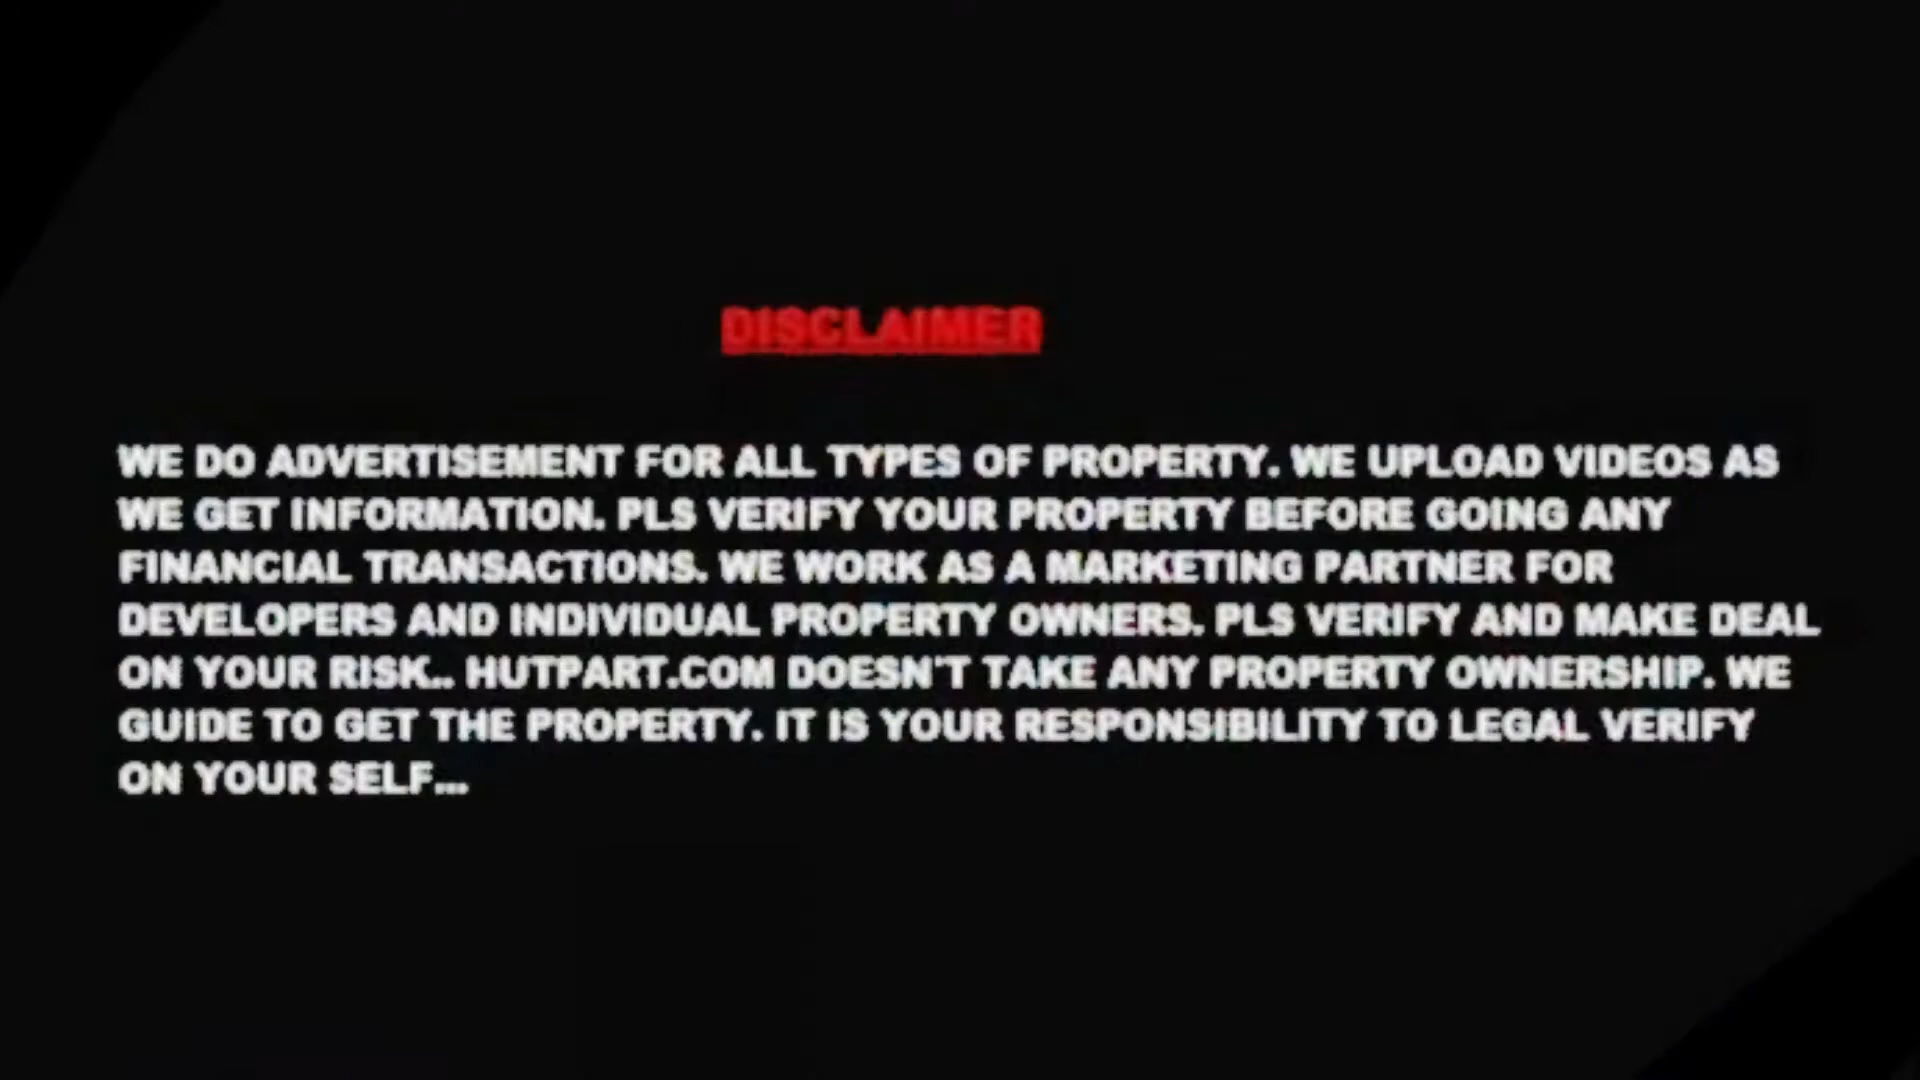 DISCLAIMER
WE DO ADVERTISEMENT FOR ALL TYPES OF PROPERTY. WE UPLOAD VIDEOS AS
WE GET INFORMATION. PLS VERIFY YOUR PROPERTY BEFORE GOING ANY
FINANCIAL TRANSACTIONS. WE WORK AS A MARKETING PARTNER FOR
DEVELOPERS AND INDIVIDUAL PROPERTY OWNERS. PLS VERIFY AND MAKE DEAL
ON YOUR RISK.. HUTPART.COM DOESN'T TAKE ANY PROPERTY OWNERSHIP. WE
GUIDE TO GET THE PROPERTY. IT IS YOUR RESPONSIBILITY TO LEGAL VERIFY
ON YOUR SELF...